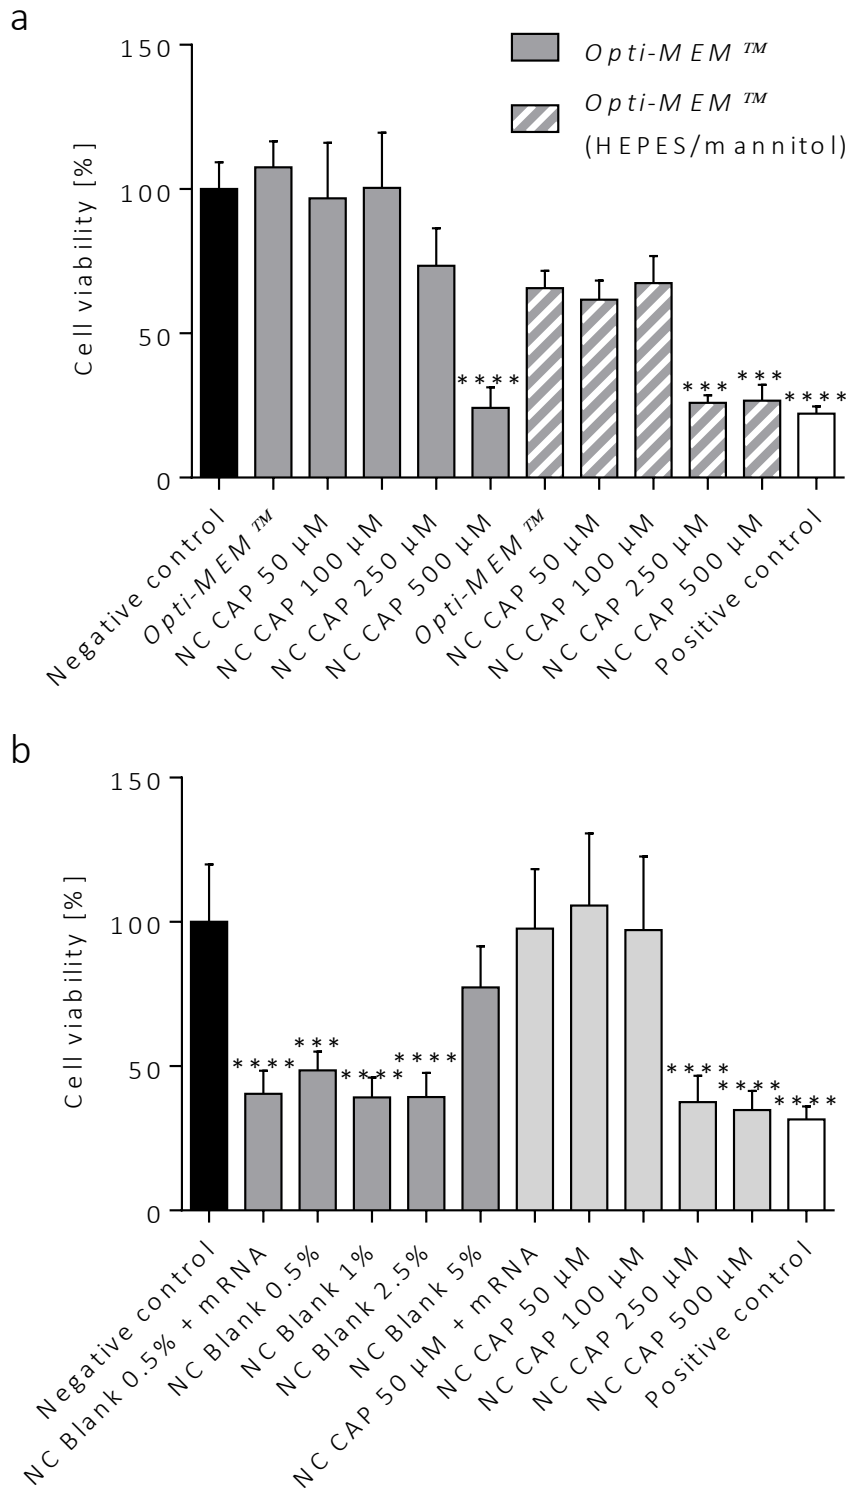 a
Cell viability [%]
150
100
50
0
Opti-MEM™
Opti-MEM™
(HEPES/mannitol)
****
***
***
****
Negative control
Opti-MEM™
NC CAP 50 µM
NC CAP 100 µM
NC CAP 250 µM
NC CAP 500 µM
Opti-MEM™
NC CAP 50 µM
NC CAP 100 µM
NC CAP 250 µM
NC CAP 500 µM
Positive control
b
Cell viability [%]
150
100
50
0
****
***
****
****
****
****
****
Negative control
NC Blank 0.5% + mRNA
NC Blank 0.5%
NC Blank 1%
NC Blank 2.5%
NC Blank 5%
NC CAP 50 µM + mRNA
NC CAP 50 µM
NC CAP 100 µM
NC CAP 250 µM
NC CAP 500 µM
Positive control